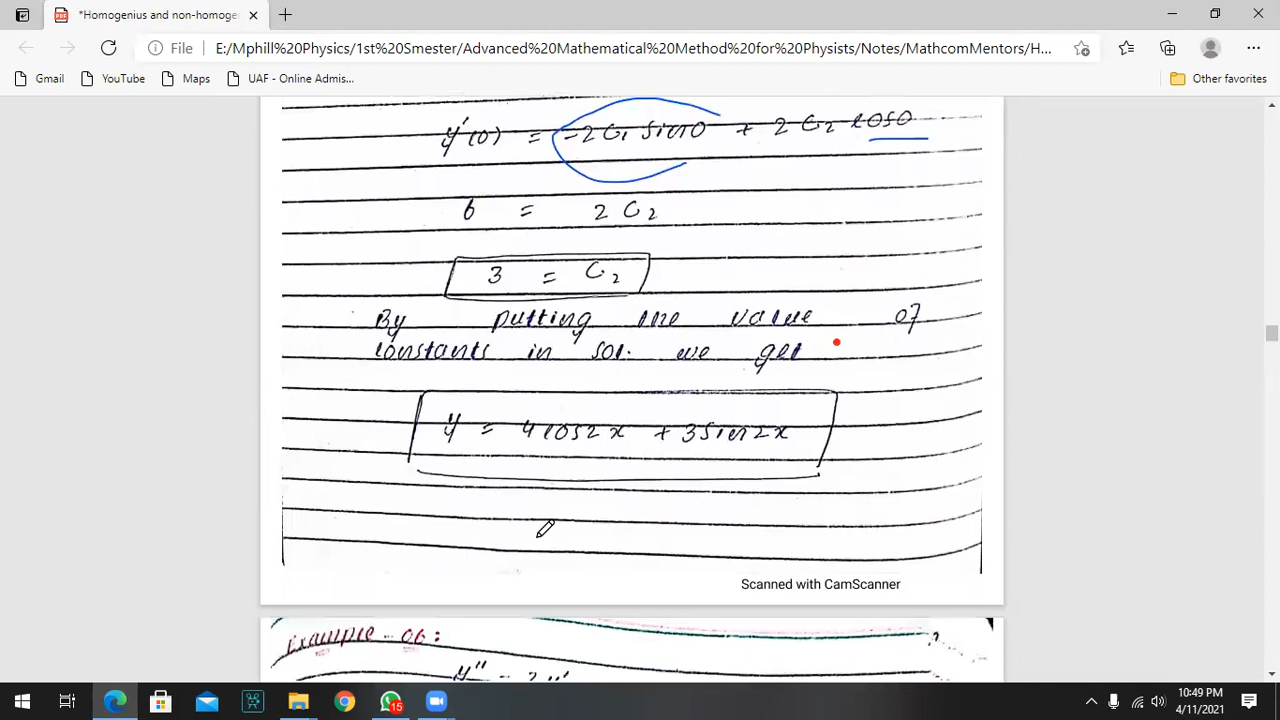 *Homogenius and non-homoge
File
E:/Mphill%20Physics/1st%20Smester/Advanced%20Mathematical%20Method%20for%20Physists/Notes/MathcomMentors/H...
Gmail
YouTube
Maps
UAF - Online Admis...
Other favorites
y'(0) = -2C₁ sin0 + 2C₂ cos0
6 = 2C₂
3 = C₂
By putting the value of
constants in sol. we get
y = 4cos2x + 3sin2x
Scanned with CamScanner
Example - 06:
15
10:49 PM
4/11/2021